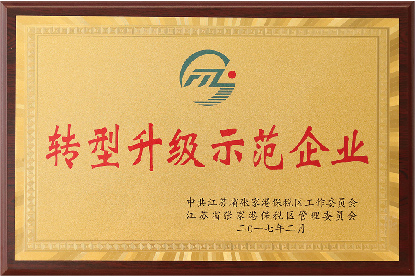 转型升级示范企业
中共江苏省张家港保税区工作委员会
江苏省张家港保税区管理委员会
二〇一七年二月